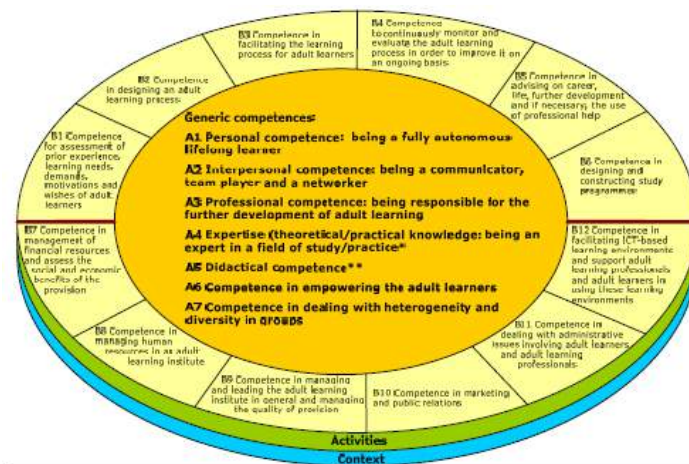 B1 Competence
for assessment of
prior experience,
learning needs,
demands,
motivations and
wishes of adult
learners
B2 Competence
in designing an adult
learning process
B3 Competence in
facilitating the learning
process for adult learners
B4 Competence
to continuously monitor and
evaluate the adult learning
process in order to improve it on
an ongoing basis.
B5 Competence in
advising on career,
life, further development
and if necessary, the use
of professional help
B6 Competence in
designing and
constructing study
programmes
Generic competences:
A1 Personal competence: being a fully autonomous
lifelong learner
A2 Interpersonal competence: being a communicator,
team player and a networker
A3 Professional competence: being responsible for the
further development of adult learning
A4 Expertise (theoretical/practical knowledge: being an
expert in a field of study/practice*
A5 Didactical competence**
A6 Competence in empowering the adult learners
A7 Competence in dealing with heterogeneity and
diversity in groups
B7 Competence in
management of
financial resources
and assess the
social and economic
benefits of the
provision
B8 Competence in
managing human
resources in an adult
learning institute
B9 Competence in managing
and leading the adult learning
institute in general and managing
the quality of provision
B10 Competence in marketing
and public relations
B11 Competence in
dealing with administrative
issues involving adult learners
and adult learning
professionals
B12 Competence in
facilitating ICT-based
learning environments
and support adult
learning professionals
and adult learners in
using these learning
environments
Activities
Context